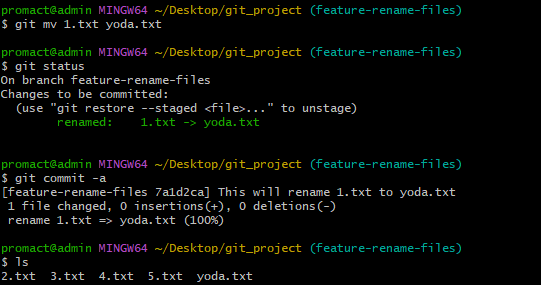 promact@admin MINGW64 ~/Desktop/git_project (feature-rename-files)
$ git mv 1.txt yoda.txt
promact@admin MINGW64 ~/Desktop/git_project (feature-rename-files)
$ git status
On branch feature-rename-files
Changes to be committed:
  (use "git restore --staged <file>..." to unstage)
        renamed:    1.txt -> yoda.txt
promact@admin MINGW64 ~/Desktop/git_project (feature-rename-files)
$ git commit -a
[feature-rename-files 7a1d2ca] This will rename 1.txt to yoda.txt
 1 file changed, 0 insertions(+), 0 deletions(-)
 rename 1.txt => yoda.txt (100%)
promact@admin MINGW64 ~/Desktop/git_project (feature-rename-files)
$ ls
2.txt  3.txt  4.txt  5.txt  yoda.txt